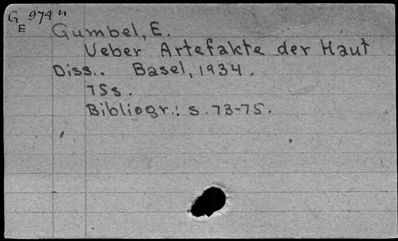 G 974 n
E
Gumbel, E.
Ueber Artefakte der Haut
Diss.. Basel, 1934.
75s.
Bibliogr.: s. 73-75.